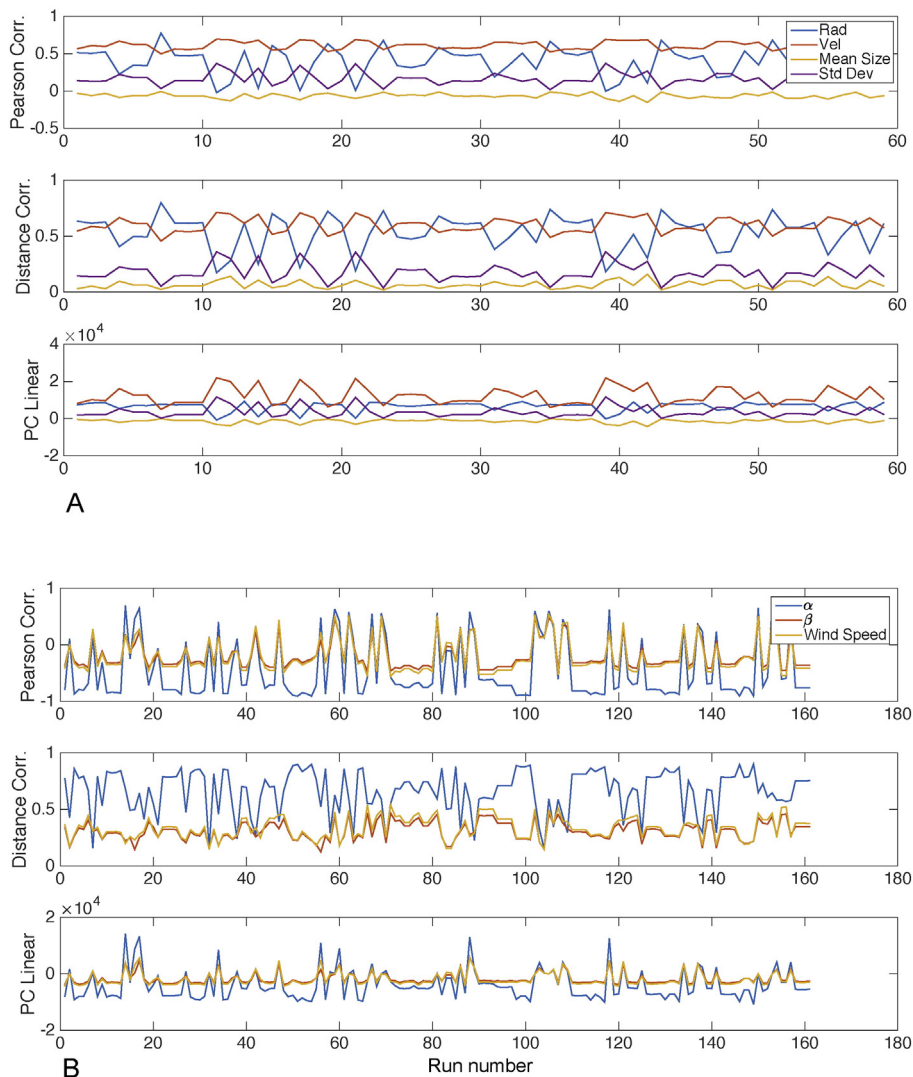 Pearson Corr.
1
0.5
0
-0.5
0 10 20 30 40 50 60
Rad
Vel
Mean Size
Std Dev
Distance Corr.
1
0.5
0
0 10 20 30 40 50 60
PC Linear
×10⁴
4
2
0
-2
0 10 20 30 40 50 60
A
Pearson Corr.
1
0
-1
0 20 40 60 80 100 120 140 160 180
α
β
Wind Speed
Distance Corr.
1
0.5
0
0 20 40 60 80 100 120 140 160 180
PC Linear
×10⁴
2
0
-2
0 20 40 60 80 100 120 140 160 180
Run number
B